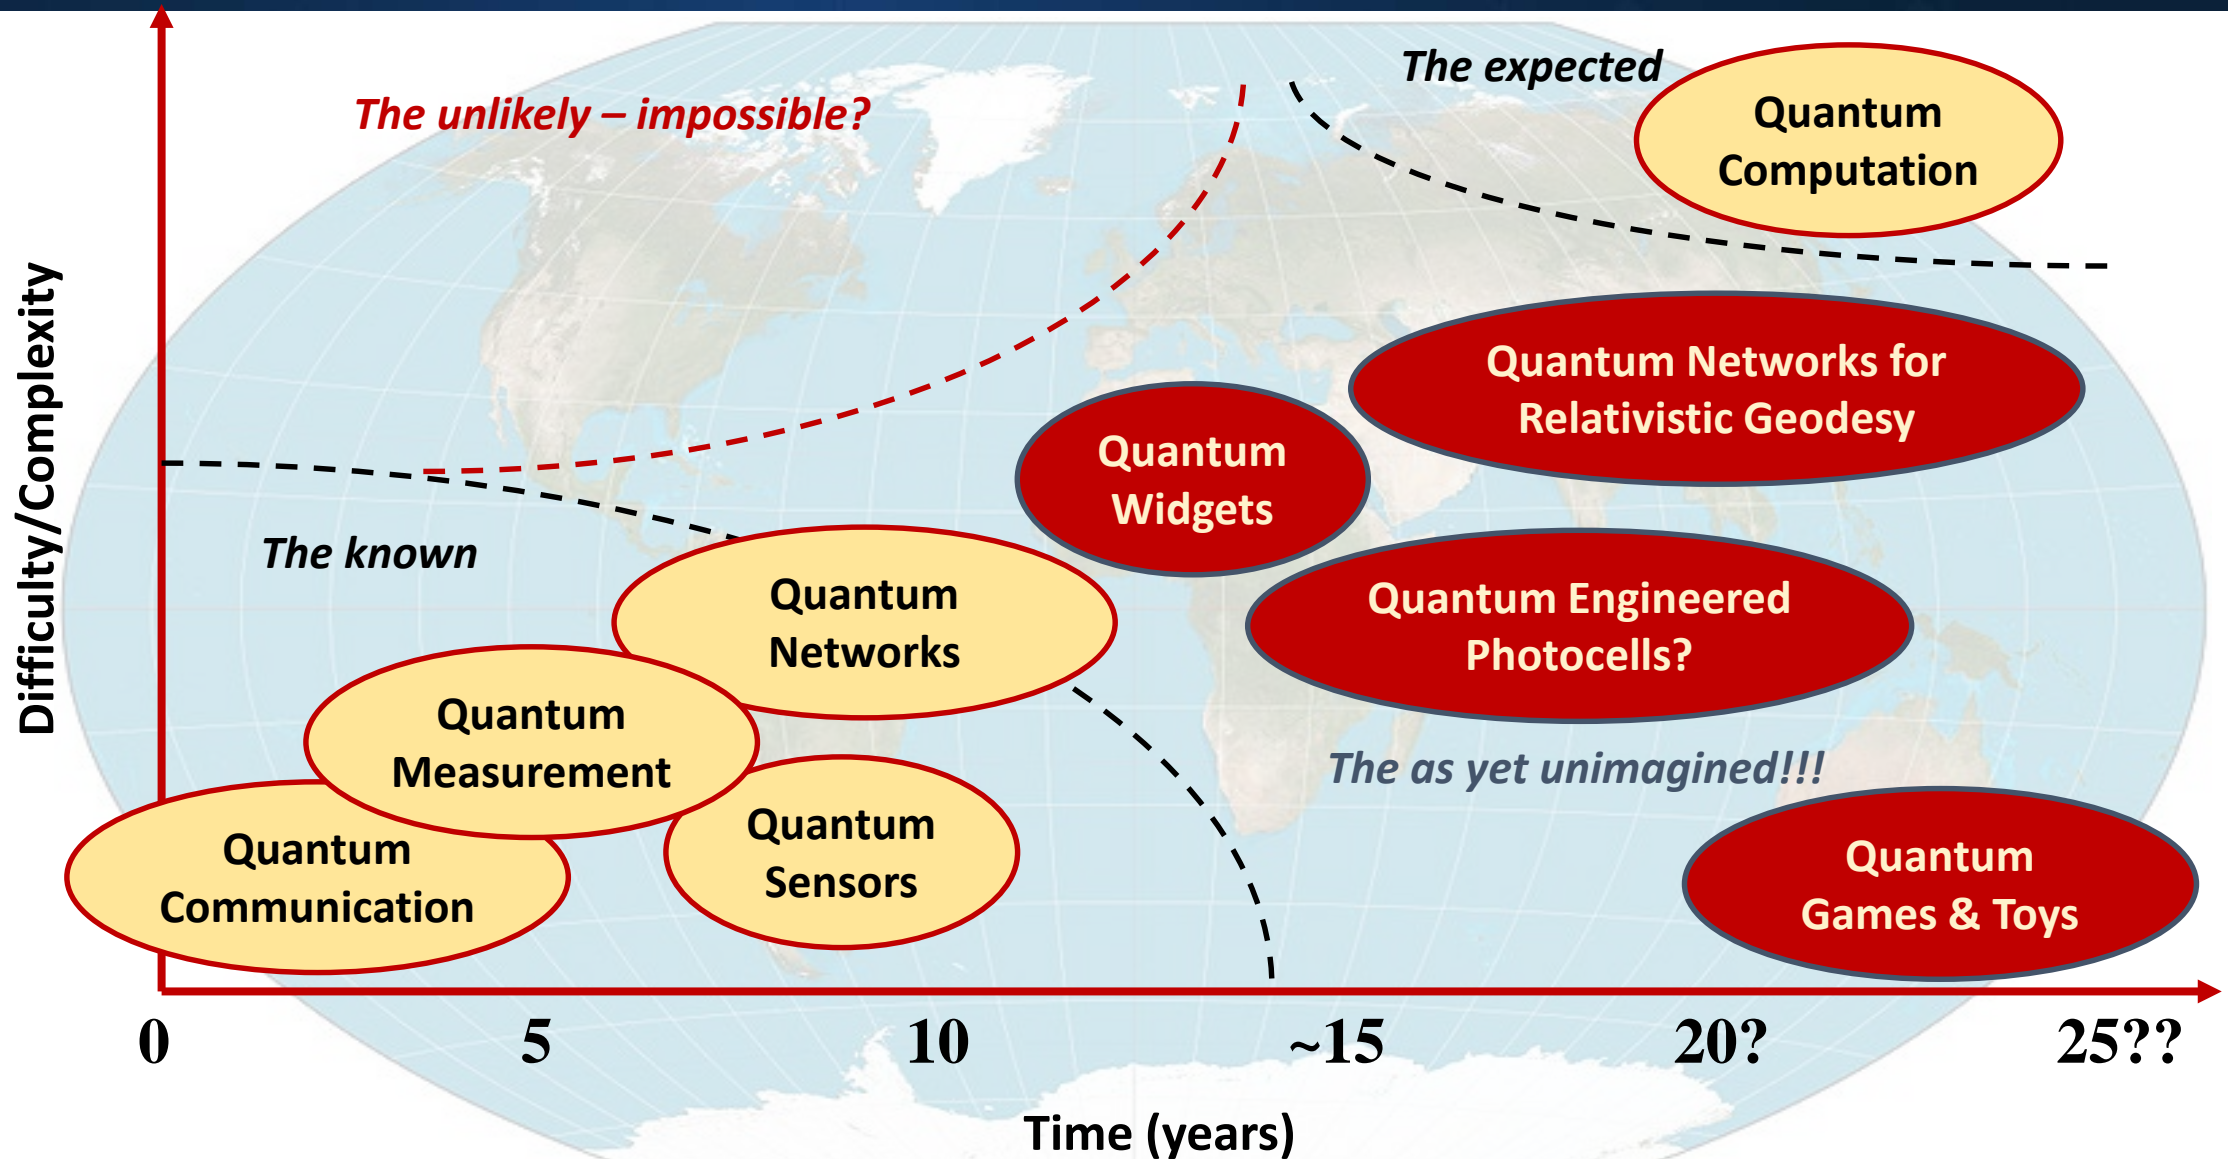 The expected
Quantum
Computation
The unlikely – impossible?
Difficulty/Complexity
Quantum Networks for
Relativistic Geodesy
Quantum
Widgets
The known
Quantum
Networks
Quantum Engineered
Photocells?
Quantum
Measurement
The as yet unimagined!!!
Quantum
Sensors
Quantum
Communication
Quantum
Games & Toys
0
5
10
~15
20?
25??
Time (years)